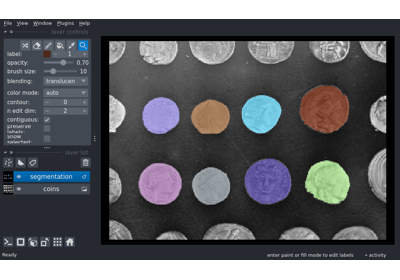 File View Window Plugins Help
layer controls
label: 1
opacity: 0.70
brush size: 10
blending: translucen
color mode: auto
contour: 0
n edit dim: 2
contiguous:
preserve labels:
show selected:
layer list
segmentation
coins
Ready
enter paint or fill mode to edit labels
activity